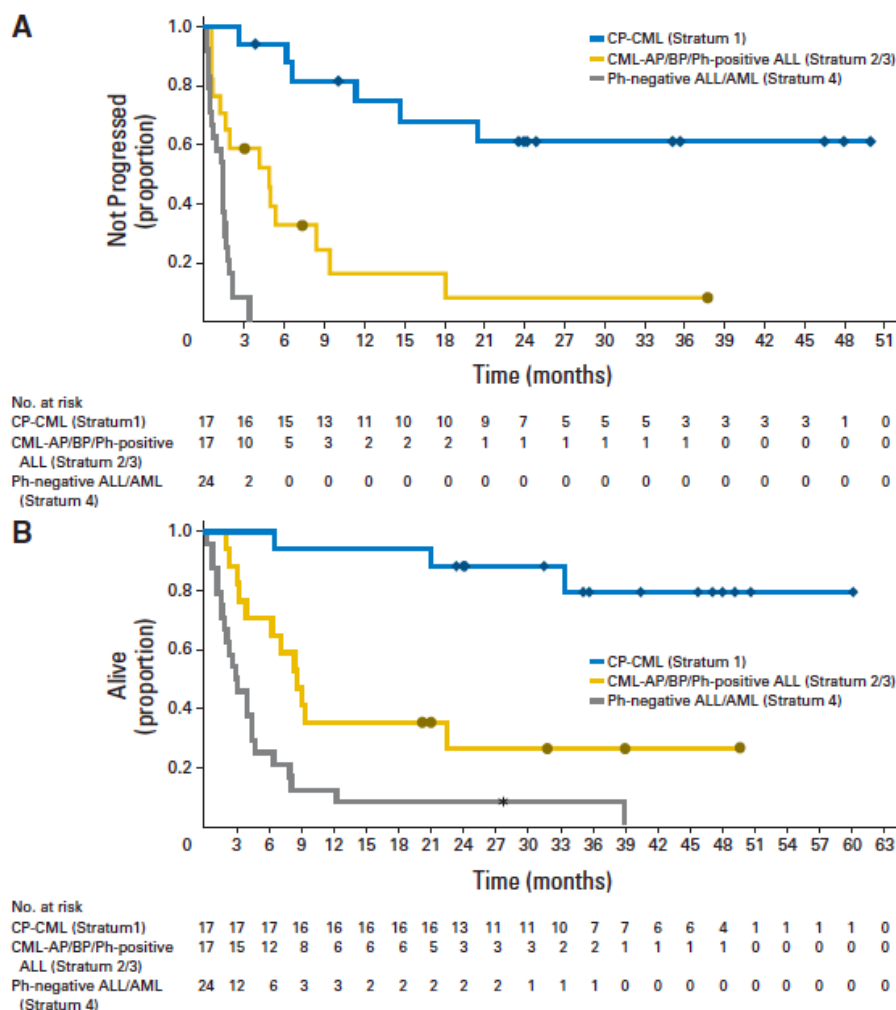 A
CP-CML (Stratum 1)
CML-AP/BP/Ph-positive ALL (Stratum 2/3)
Ph-negative ALL/AML (Stratum 4)
Not Progressed
(proportion)
1.0
0.8
0.6
0.4
0.2
0 3 6 9 12 15 18 21 24 27 30 33 36 39 42 45 48 51
Time (months)
No. at risk
CP-CML (Stratum1) 17 16 15 13 11 10 10 9 7 5 5 5 3 3 3 3 1 0
CML-AP/BP/Ph-positive 17 10 5 3 2 2 2 1 1 1 1 1 1 0 0 0 0 0
ALL (Stratum 2/3)
Ph-negative ALL/AML 24 2 0 0 0 0 0 0 0 0 0 0 0 0 0 0 0 0
(Stratum 4)
B
Alive
(proportion)
1.0
0.8
0.6
0.4
0.2
CP-CML (Stratum 1)
CML-AP/BP/Ph-positive ALL (Stratum 2/3)
Ph-negative ALL/AML (Stratum 4)
0 3 6 9 12 15 18 21 24 27 30 33 36 39 42 45 48 51 54 57 60 63
Time (months)
No. at risk
CP-CML (Stratum1) 17 17 17 16 16 16 16 16 13 11 11 10 7 7 6 6 4 1 1 1 1 0
CML-AP/BP/Ph-positive 17 15 12 8 6 6 6 5 3 3 3 2 2 1 1 1 1 0 0 0 0 0
ALL (Stratum 2/3)
Ph-negative ALL/AML 24 12 6 3 3 2 2 2 2 2 1 1 1 0 0 0 0 0 0 0 0 0
(Stratum 4)